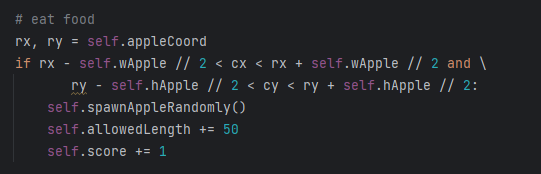 # eat food
rx, ry = self.appleCoord
if rx - self.wApple // 2 < cx < rx + self.wApple // 2 and \
        ry - self.hApple // 2 < cy < ry + self.hApple // 2:
    self.spawnAppleRandomly()
    self.allowedLength += 50
    self.score += 1